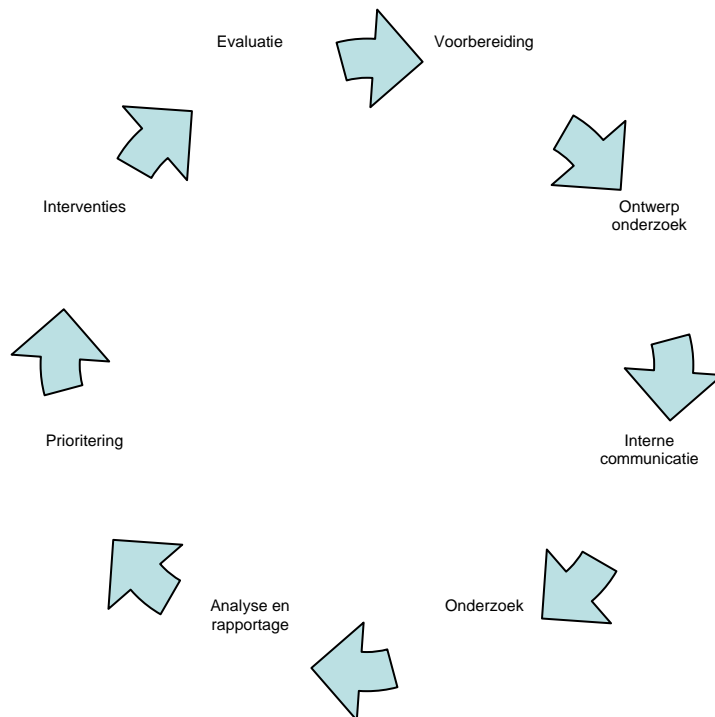 Evaluatie
Voorbereiding
Ontwerp
onderzoek
Interne
communicatie
Onderzoek
Analyse en
rapportage
Prioritering
Interventies